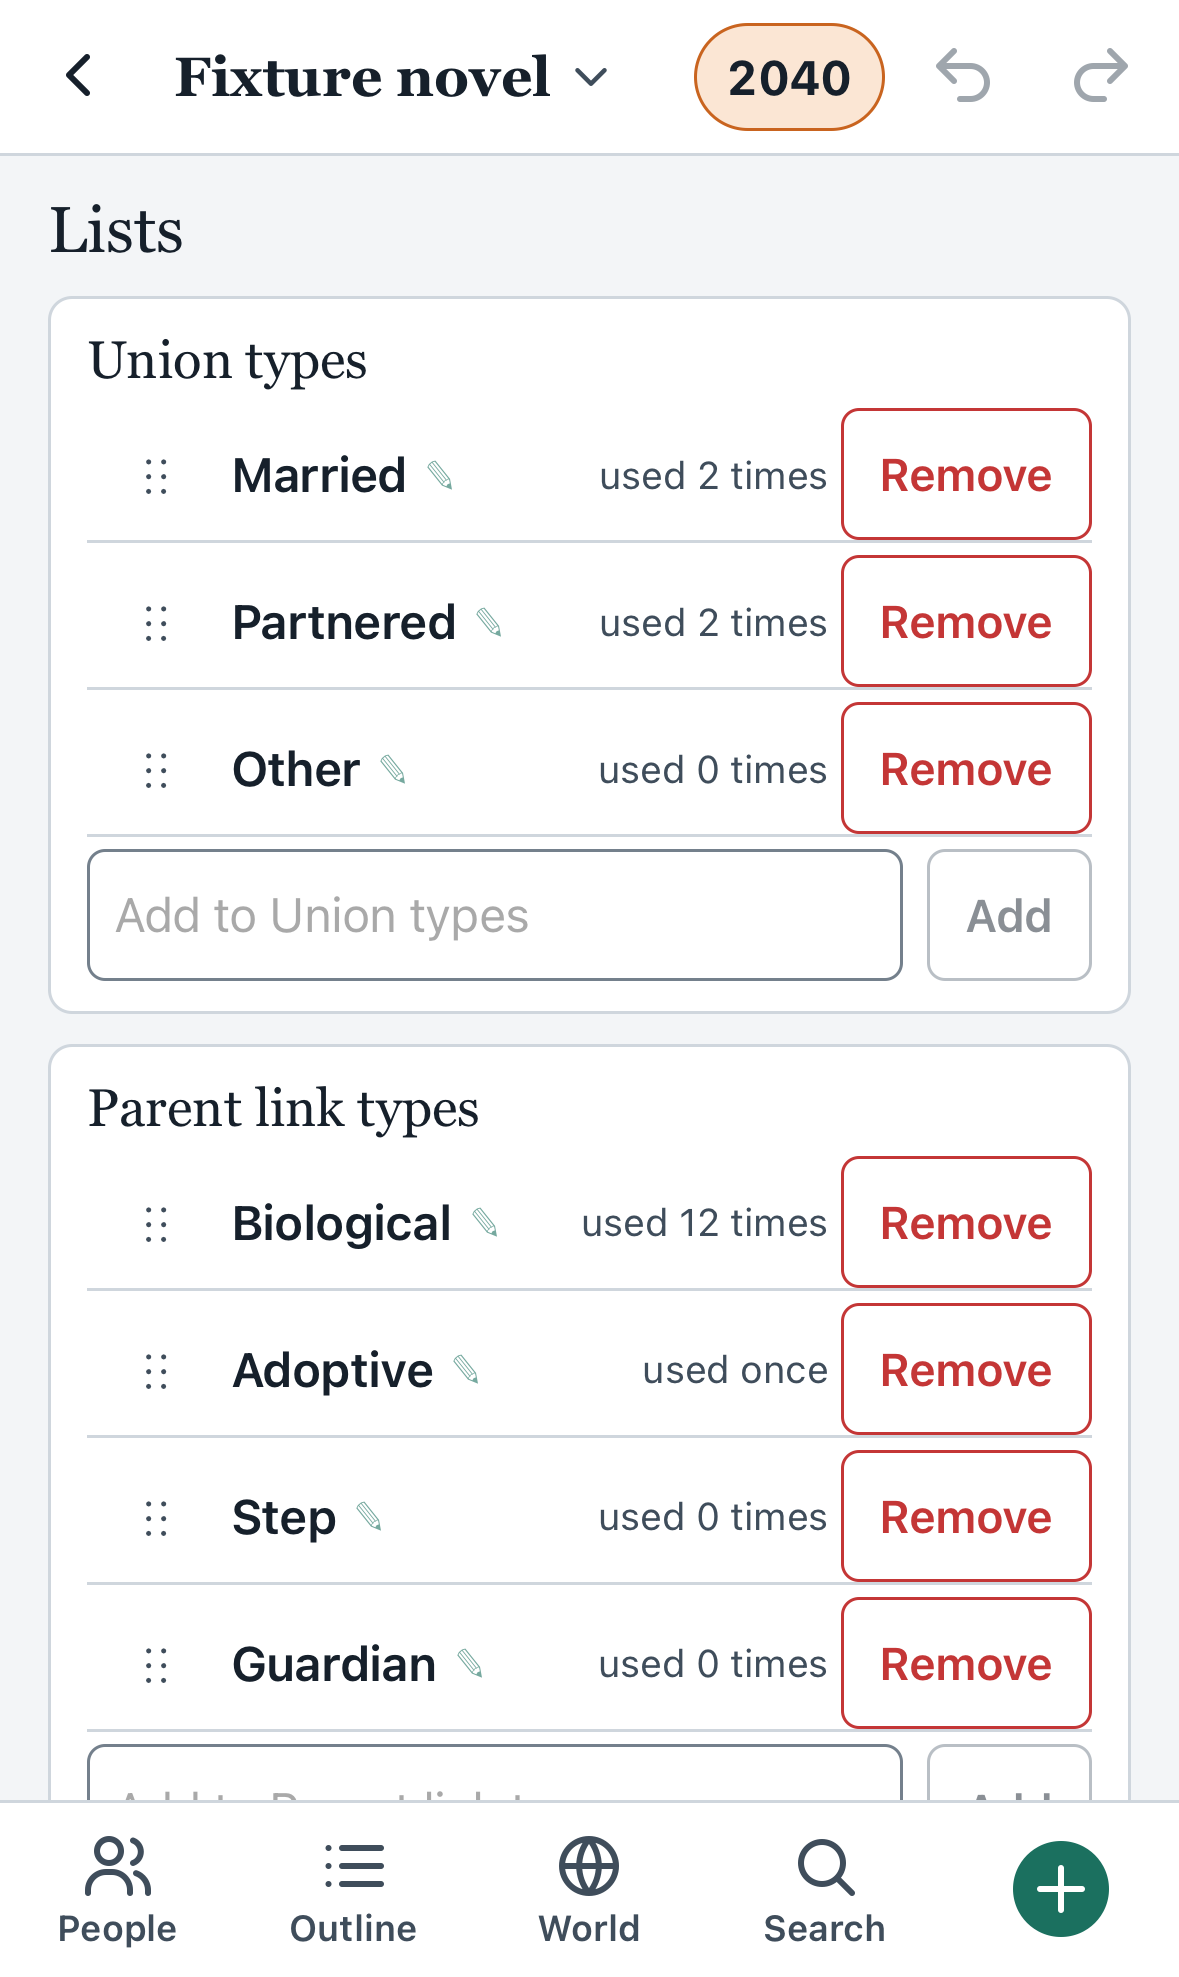 Fixture novel
2040
Lists
Union types
Married used 2 times Remove
Partnered used 2 times Remove
Other used 0 times Remove
Add to Union types Add
Parent link types
Biological used 12 times Remove
Adoptive used once Remove
Step used 0 times Remove
Guardian used 0 times Remove
People Outline World Search